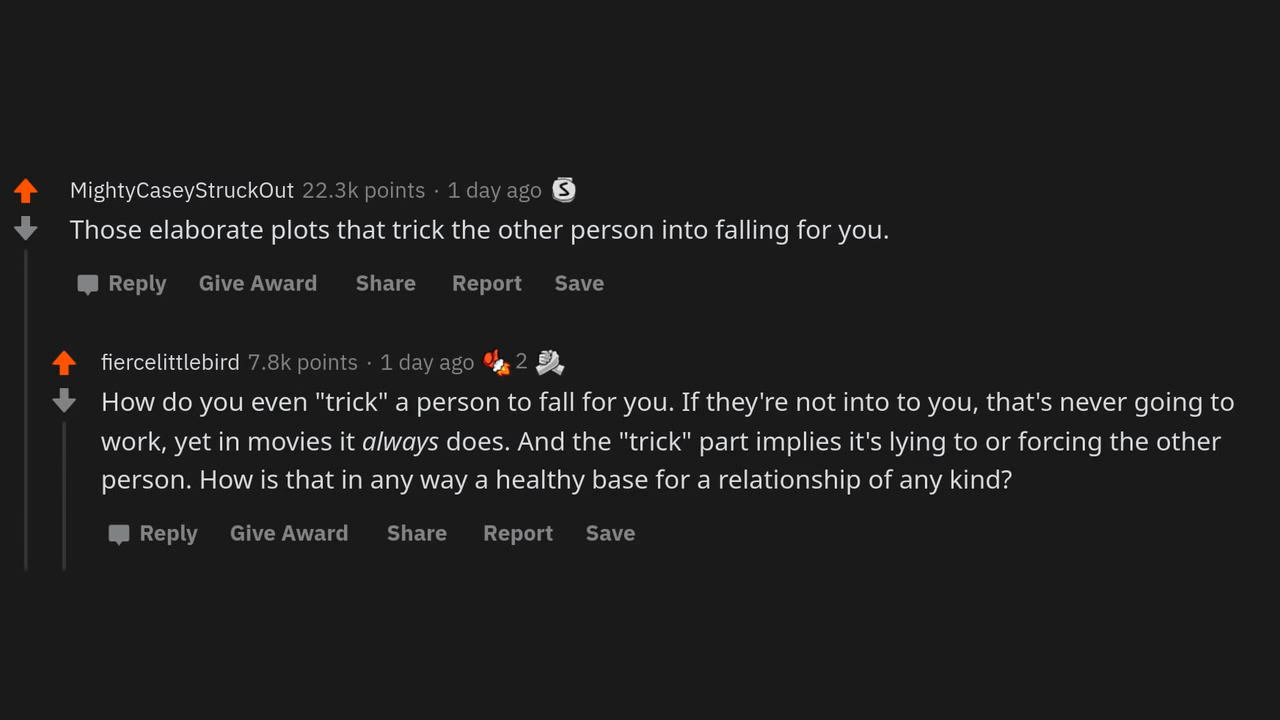 MightyCaseyStruckOut 22.3k points · 1 day ago S
Those elaborate plots that trick the other person into falling for you.
Reply Give Award Share Report Save
fiercelittlebird 7.8k points · 1 day ago 2
How do you even "trick" a person to fall for you. If they're not into to you, that's never going to
work, yet in movies it always does. And the "trick" part implies it's lying to or forcing the other
person. How is that in any way a healthy base for a relationship of any kind?
Reply Give Award Share Report Save